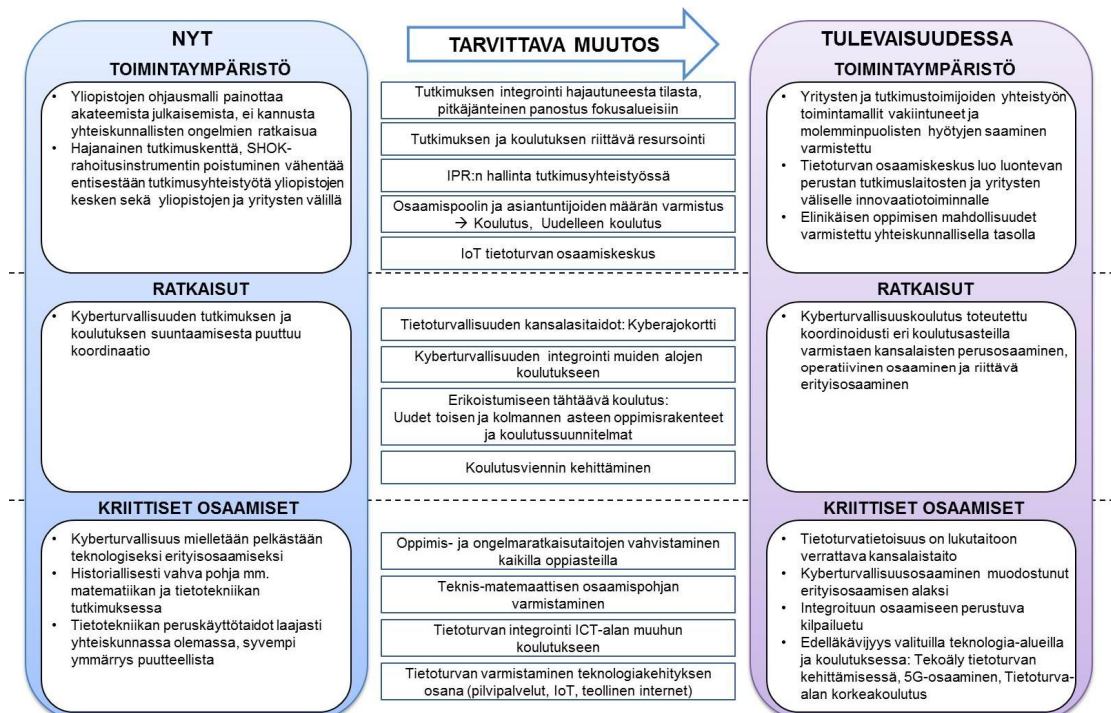 NYT
TOIMINTAYMPÄRISTÖ
• Yliopistojen ohjausmalli painottaa
akateemista julkaisemista, ei kannusta
yhteiskunnallisten ongelmien ratkaisua
• Hajanainen tutkimuskenttä, SHOK-
rahoitusinstrumentin poistuminen vähentää
entisestään tutkimusyhteistyötä yliopistojen
kesken sekä yliopistojen ja yritysten välillä
RATKAISUT
• Kyberturvallisuuden tutkimuksen ja
koulutuksen suuntaamisesta puuttuu
koordinaatio
KRIITTISET OSAAMISET
• Kyberturvallisuus mielletään pelkästään
teknologiseksi erityisosaamiseksi
• Historiallisesti vahva pohja mm.
matematiikan ja tietotekniikan
tutkimuksessa
• Tietotekniikan peruskäyttötaidot laajasti
yhteiskunnassa olemassa, syvempi
ymmärrys puutteellista
TARVITTAVA MUUTOS
Tutkimuksen integrointi hajautuneesta tilasta,
pitkäjänteinen panostus fokusalueisiin
Tutkimuksen ja koulutuksen riittävä resursointi
IPR:n hallinta tutkimusyhteistyössä
Osaamispoolin ja asiantuntijoiden määrän varmistus
→ Koulutus, Uudelleen koulutus
IoT tietoturvan osaamiskeskus
Tietoturvallisuuden kansalasitaidot: Kyberajokortti
Kyberturvallisuuden integrointi muiden alojen
koulutukseen
Erikoistumiseen tähtäävä koulutus:
Uudet toisen ja kolmannen asteen oppimisrakenteet
ja koulutussuunnitelmat
Koulutusviennin kehittäminen
Oppimis- ja ongelmaratkaisutaitojen vahvistaminen
kaikilla oppiasteilla
Teknis-matemaattisen osaamispohjan
varmistaminen
Tietoturvan integrointi ICT-alan muuhun
koulutukseen
Tietoturvan varmistaminen teknologiakehityksen
osana (pilvipalvelut, IoT, teollinen internet)
TULEVAISUUDESSA
TOIMINTAYMPÄRISTÖ
• Yritysten ja tutkimustoimijoiden yhteistyön
toimintamallit vakiintuneet ja
molemminpuolisten hyötyjen saaminen
varmistettu
• Tietoturvan osaamiskeskus luo luontevan
perustan tutkimuslaitosten ja yritysten
väliselle innovaatiotoiminnalle
• Elinikäisen oppimisen mahdollisuudet
varmistettu yhteiskunnallisella tasolla
RATKAISUT
• Kyberturvallisuuskoulutus toteutettu
koordinoidusti eri koulutusasteilla
varmistaen kansalaisten perusosaaminen,
operatiivinen osaaminen ja riittävä
erityisosaaminen
KRIITTISET OSAAMISET
• Tietoturvatietoisuus on lukutaitoon
verrattava kansalaistaito
• Kyberturvallisuusosaaminen muodostunut
erityisosaamisen alaksi
• Integroituun osaamiseen perustuva
kilpailuetu
• Edelläkävijyys valituilla teknologia-alueilla
ja koulutuksessa: Tekoäly tietoturvan
kehittämisessä, 5G-osaaminen, Tietoturva-
alan korkeakoulutus